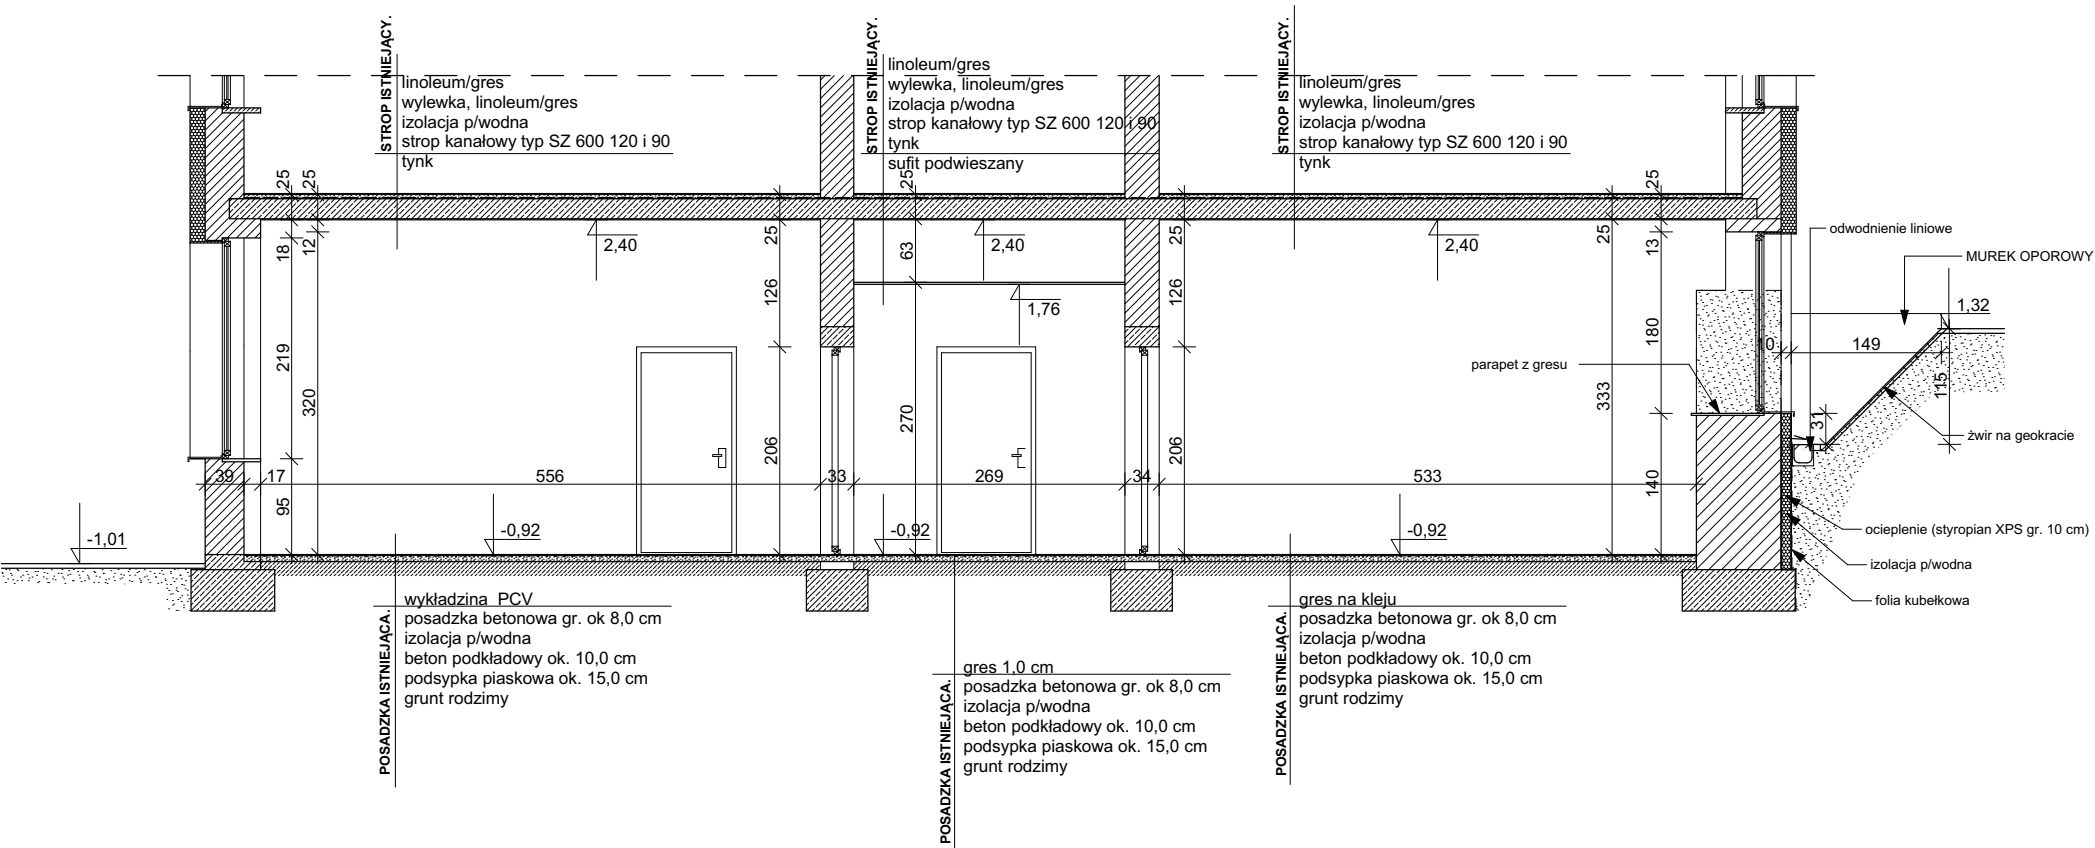 STROP ISTNIEJĄCY.
linoleum/gres
wylewka, linoleum/gres
izolacja p/wodna
strop kanałowy typ SZ 600 120 i 90
tynk
STROP ISTNIEJĄCY.
linoleum/gres
wylewka, linoleum/gres
izolacja p/wodna
strop kanałowy typ SZ 600 120 i 90
tynk
sufit podwieszany
STROP ISTNIEJĄCY.
linoleum/gres
wylewka, linoleum/gres
izolacja p/wodna
strop kanałowy typ SZ 600 120 i 90
tynk
25
25
25
25
18
12
2,40
25
63
2,40
25
2,40
25
13
126
126
1,76
219
320
206
270
206
333
180
140
95
39
17
556
33
269
34
533
-1,01
-0,92
-0,92
-0,92
odwodnienie liniowe
MUREK OPOROWY
1,32
10
149
115
31
parapet z gresu
żwir na geokracie
ocieplenie (styropian XPS gr. 10 cm)
izolacja p/wodna
folia kubełkowa
POSADZKA ISTNIEJĄCA.
wykładzina PCV
posadzka betonowa gr. ok 8,0 cm
izolacja p/wodna
beton podkładowy ok. 10,0 cm
podsypka piaskowa ok. 15,0 cm
grunt rodzimy
POSADZKA ISTNIEJĄCA.
gres 1,0 cm
posadzka betonowa gr. ok 8,0 cm
izolacja p/wodna
beton podkładowy ok. 10,0 cm
podsypka piaskowa ok. 15,0 cm
grunt rodzimy
POSADZKA ISTNIEJĄCA.
gres na kleju
posadzka betonowa gr. ok 8,0 cm
izolacja p/wodna
beton podkładowy ok. 10,0 cm
podsypka piaskowa ok. 15,0 cm
grunt rodzimy